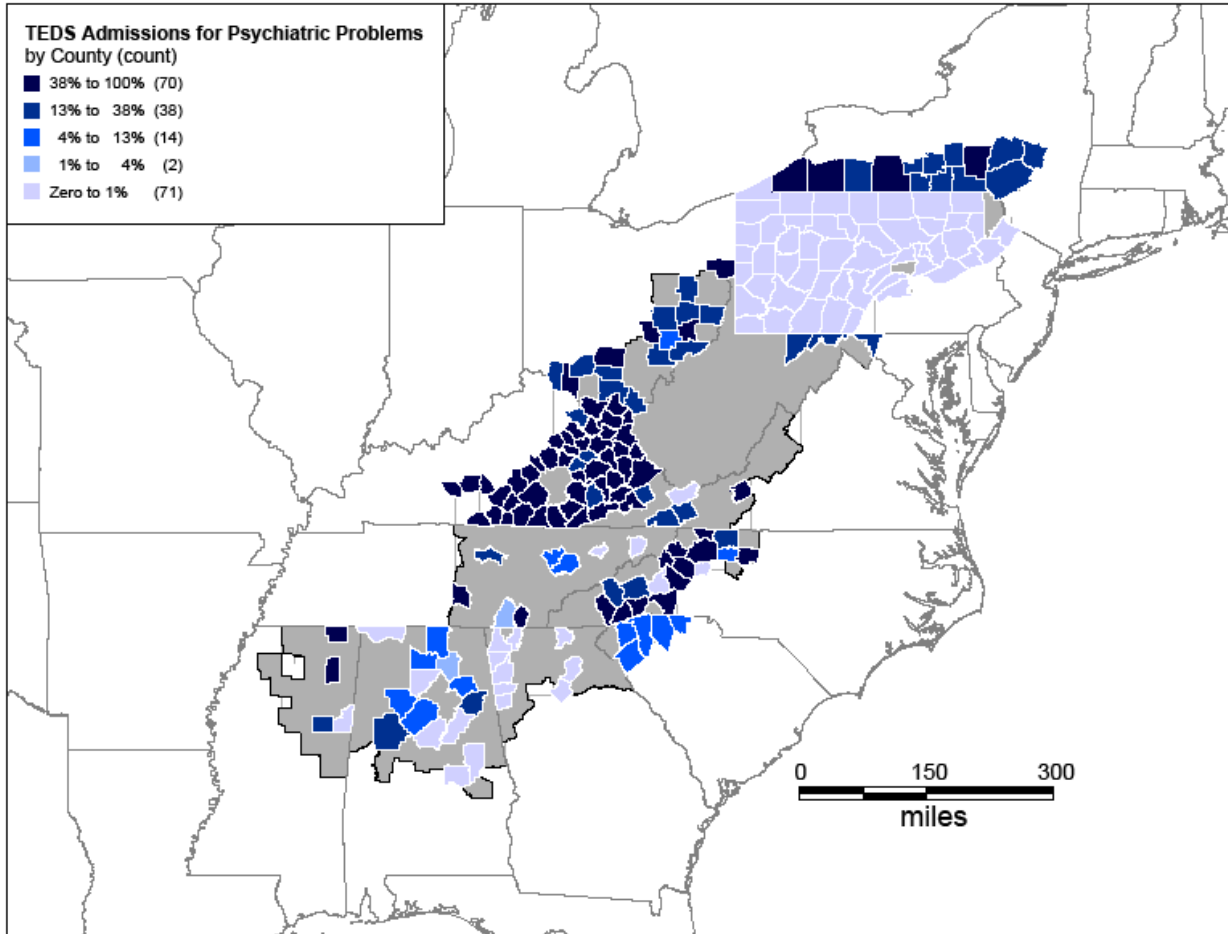 TEDS Admissions for Psychiatric Problems
by County (count)
38% to 100% (70)
13% to 38% (38)
4% to 13% (14)
1% to 4% (2)
Zero to 1% (71)
0 150 300
miles